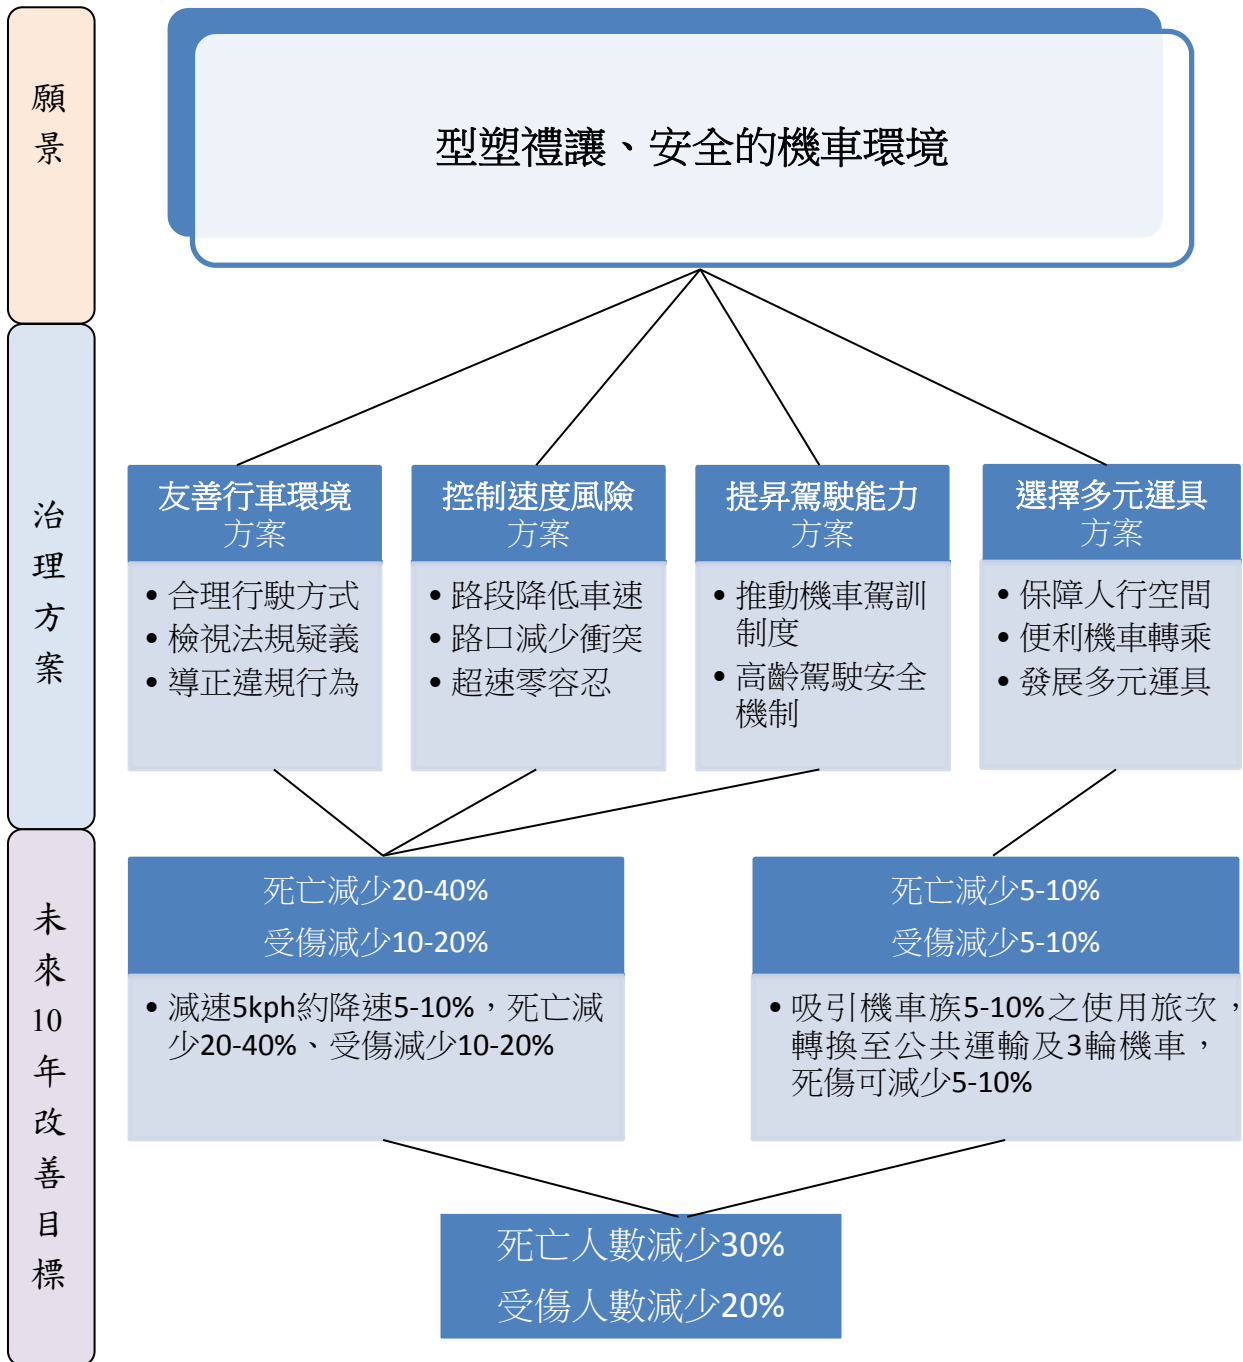 願景
型塑禮讓、安全的機車環境
治理方案
友善行車環境
方案
• 合理行駛方式
• 檢視法規疑義
• 導正違規行為
控制速度風險
方案
• 路段降低車速
• 路口減少衝突
• 超速零容忍
提昇駕駛能力
方案
• 推動機車駕訓
制度
• 高齡駕駛安全
機制
選擇多元運具
方案
• 保障人行空間
• 便利機車轉乘
• 發展多元運具
未來10年改善目標
死亡減少20-40%
受傷減少10-20%
• 減速5kph約降速5-10%，死亡減
少20-40%、受傷減少10-20%
死亡減少5-10%
受傷減少5-10%
• 吸引機車族5-10%之使用旅次，
轉換至公共運輸及3輪機車，
死傷可減少5-10%
死亡人數減少30%
受傷人數減少20%